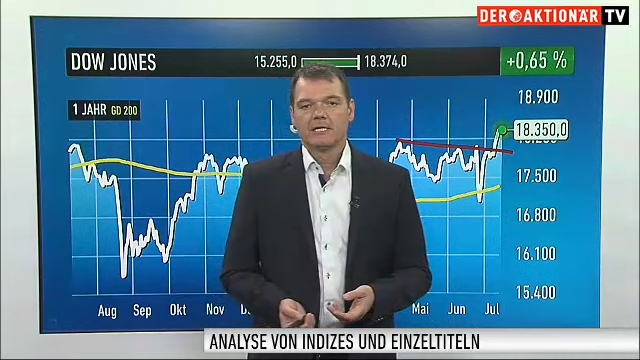 DER AKTIONÄR TV
DOW JONES 15.255,0 18.374,0 +0,65 %
1 JAHR GD 200
18.900
18.350,0
17.500
16.800
16.100
15.400
Aug Sep Okt Nov Mai Jun Jul
ANALYSE VON INDIZES UND EINZELTITELN